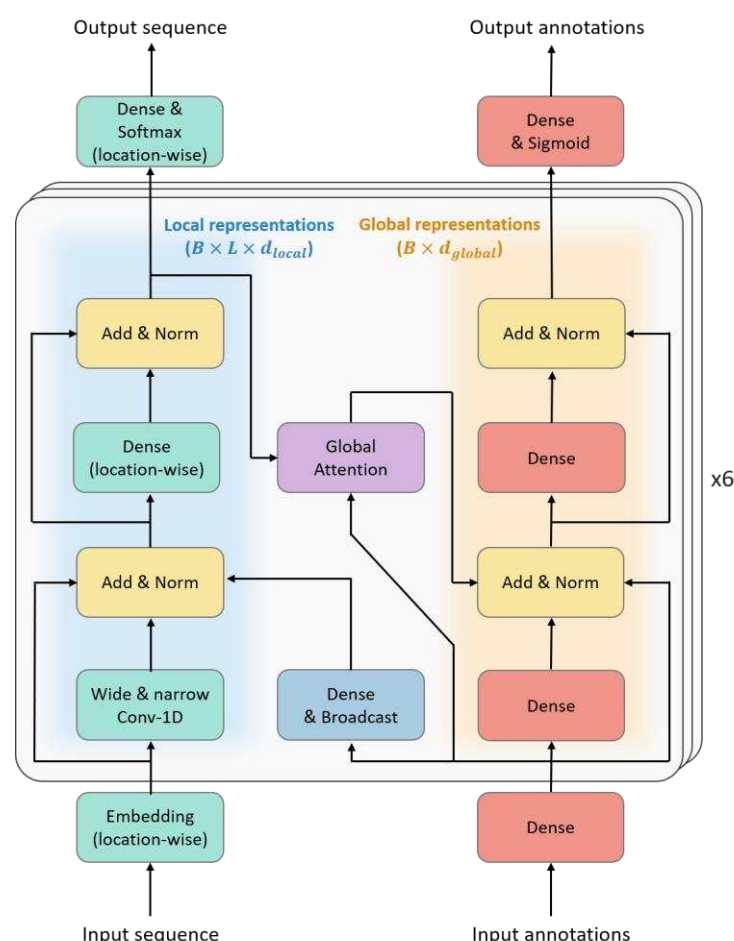 Output sequence
Output annotations
Dense &
Softmax
(location-wise)
Dense
& Sigmoid
Local representations
(B × L × d_local)
Global representations
(B × d_global)
Add & Norm
Add & Norm
Dense
(location-wise)
Global
Attention
Dense
x6
Add & Norm
Add & Norm
Wide & narrow
Conv-1D
Dense
& Broadcast
Dense
Embedding
(location-wise)
Dense
Input sequence
Input annotations